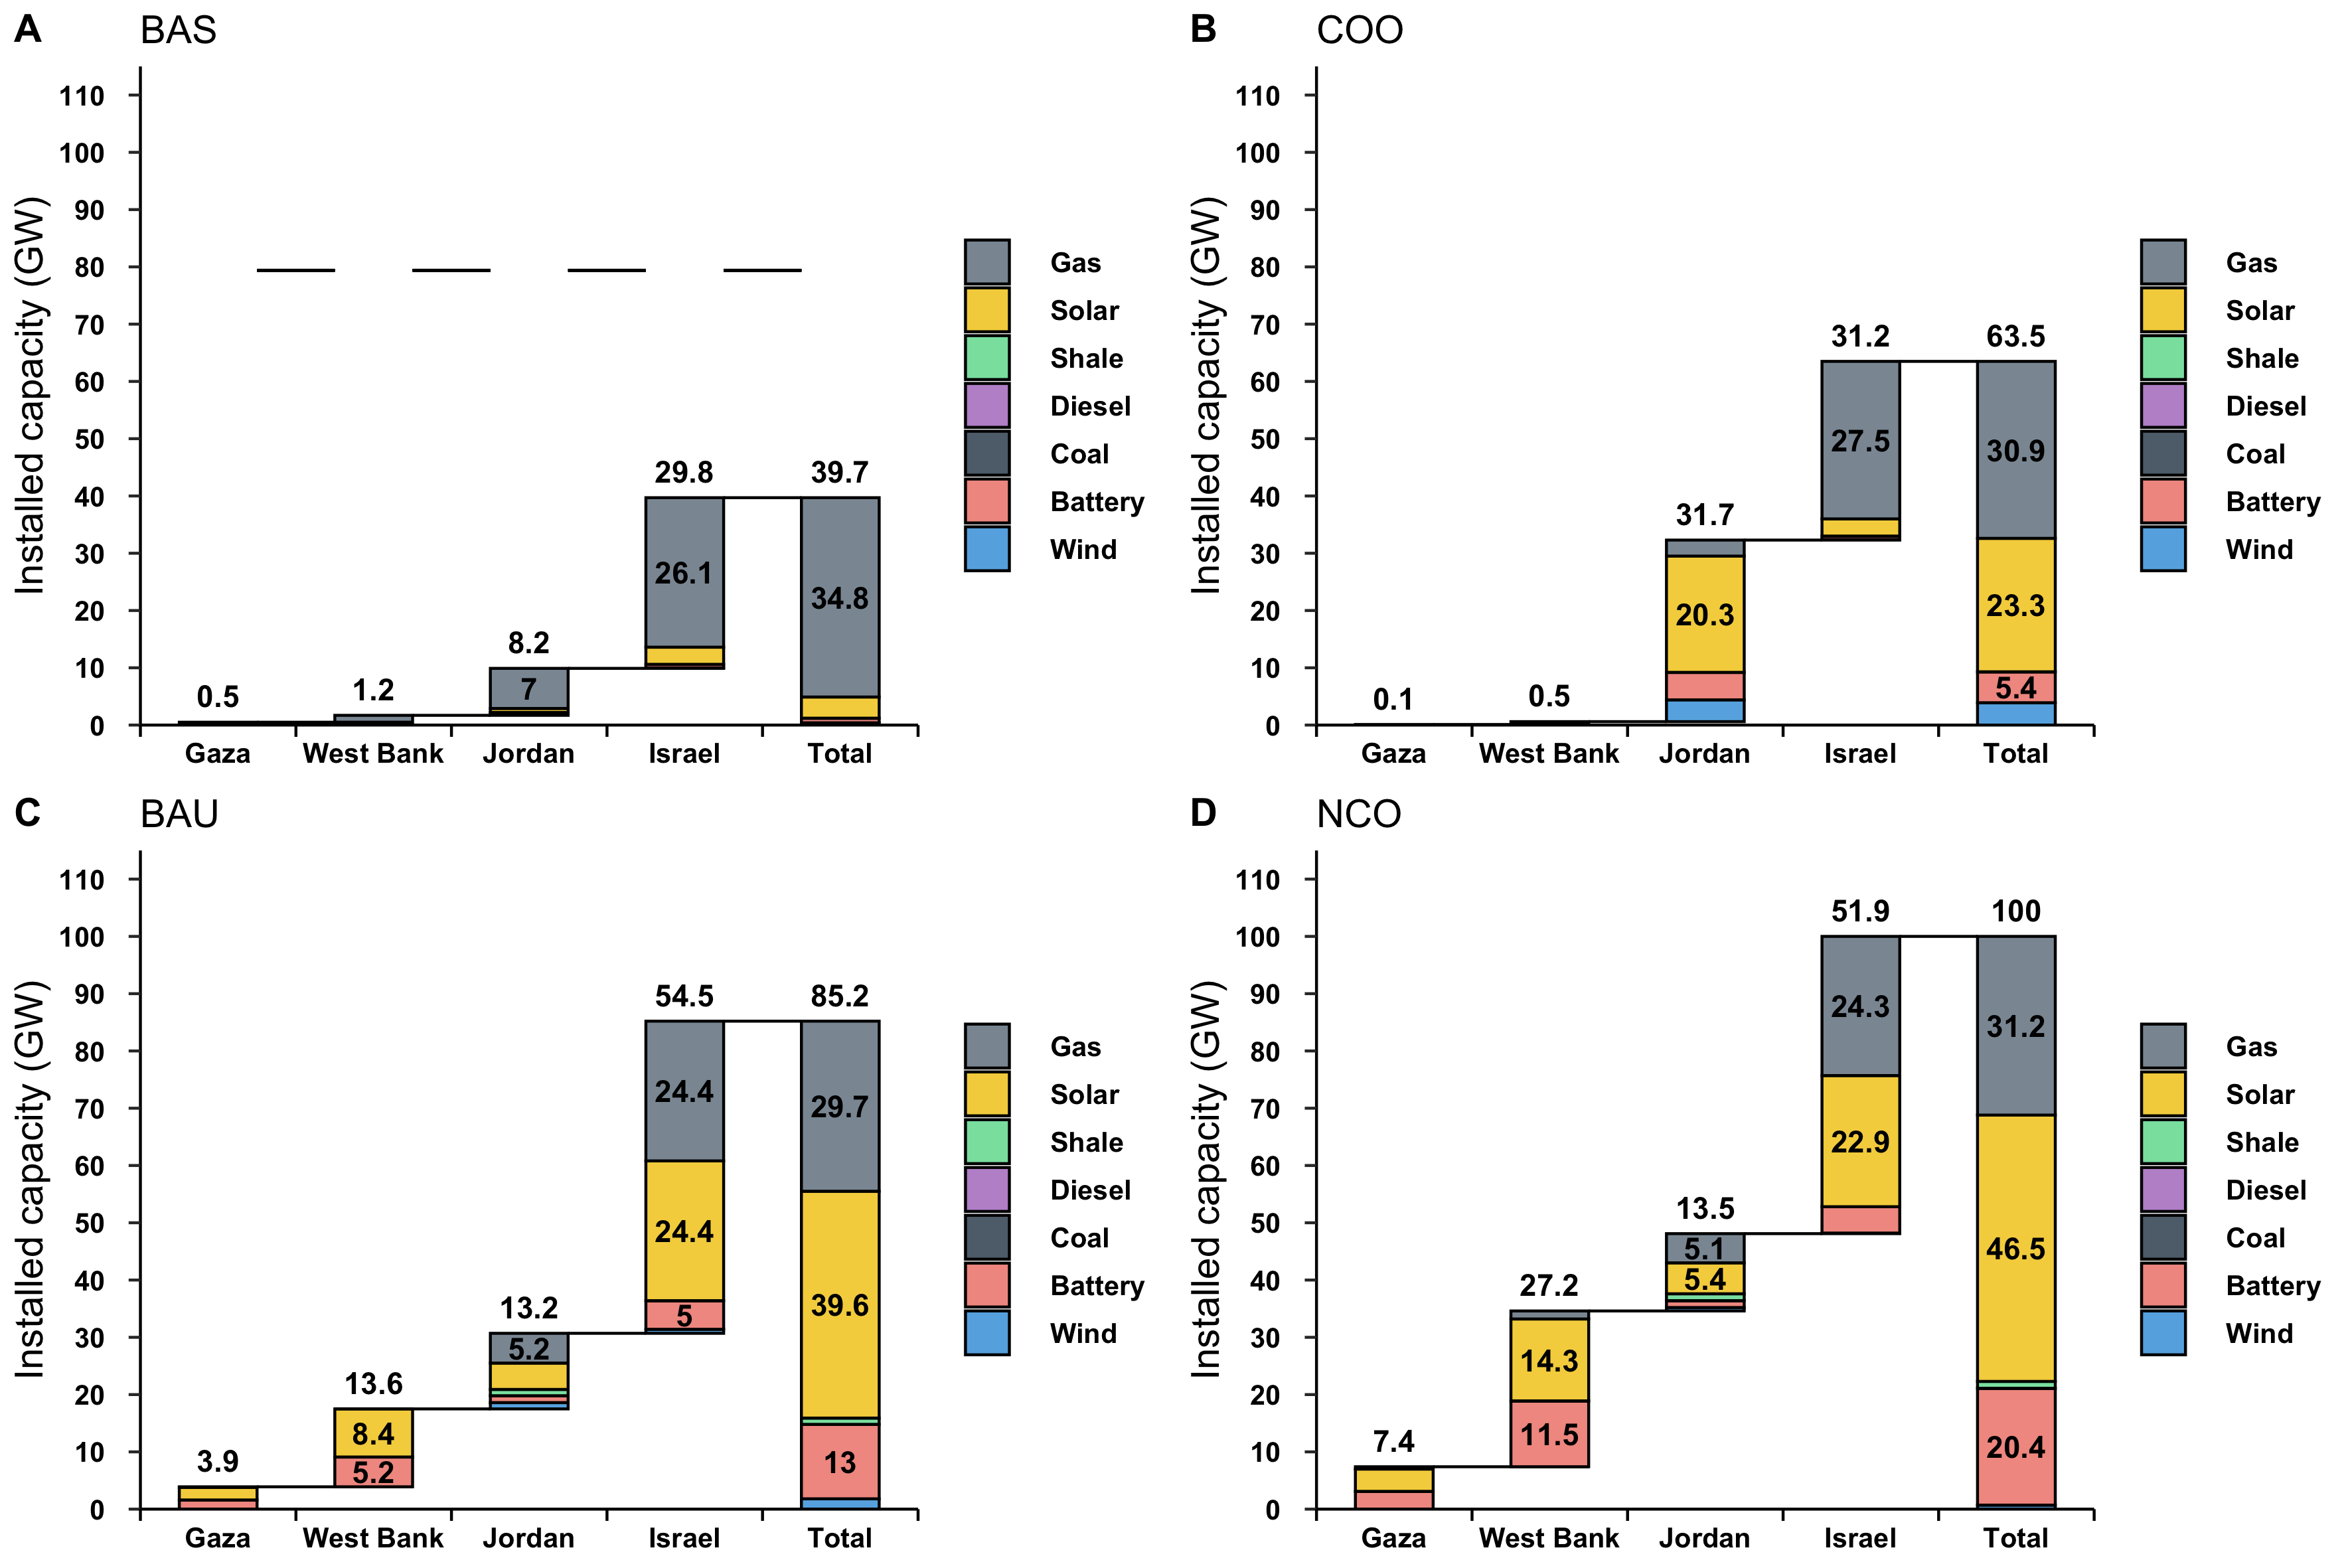 A BAS
Installed capacity (GW)
110
100
90
80
70
60
50
40
30
20
10
0
0.5
1.2
8.2
7
29.8
26.1
39.7
34.8
Gaza West Bank Jordan Israel Total
Gas
Solar
Shale
Diesel
Coal
Battery
Wind
B COO
Installed capacity (GW)
110
100
90
80
70
60
50
40
30
20
10
0
0.1
0.5
31.7
20.3
31.2
27.5
63.5
30.9
23.3
5.4
Gaza West Bank Jordan Israel Total
Gas
Solar
Shale
Diesel
Coal
Battery
Wind
C BAU
Installed capacity (GW)
110
100
90
80
70
60
50
40
30
20
10
0
3.9
13.6
8.4
5.2
13.2
5.2
54.5
24.4
24.4
5
85.2
29.7
39.6
13
Gaza West Bank Jordan Israel Total
Gas
Solar
Shale
Diesel
Coal
Battery
Wind
D NCO
Installed capacity (GW)
110
100
90
80
70
60
50
40
30
20
10
0
7.4
27.2
14.3
11.5
13.5
5.1
5.4
51.9
24.3
22.9
100
31.2
46.5
20.4
Gaza West Bank Jordan Israel Total
Gas
Solar
Shale
Diesel
Coal
Battery
Wind